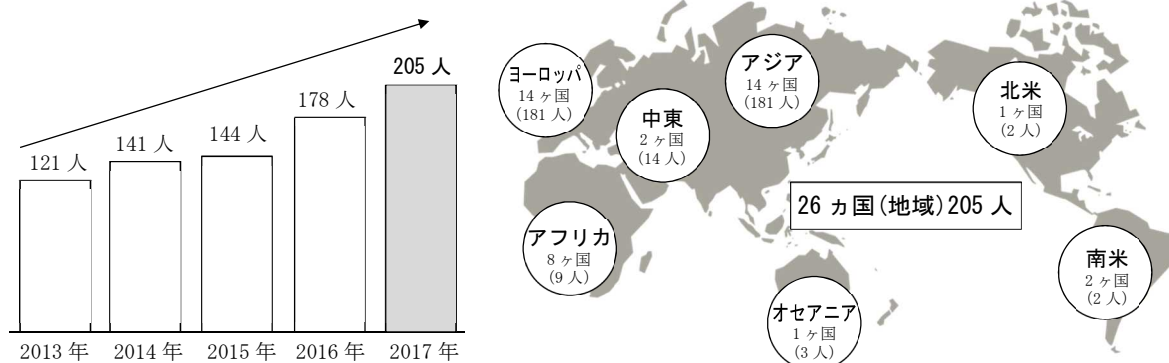 121 人
141 人
144 人
178 人
205 人
2013 年
2014 年
2015 年
2016 年
2017 年
ヨーロッパ
14 ヶ国
(181 人)
中東
2 ヶ国
(14 人)
アジア
14 ヶ国
(181 人)
北米
1 ヶ国
(2 人)
26 ヵ国(地域)205 人
アフリカ
8 ヶ国
(9 人)
オセアニア
1 ヶ国
(3 人)
南米
2 ヶ国
(2 人)